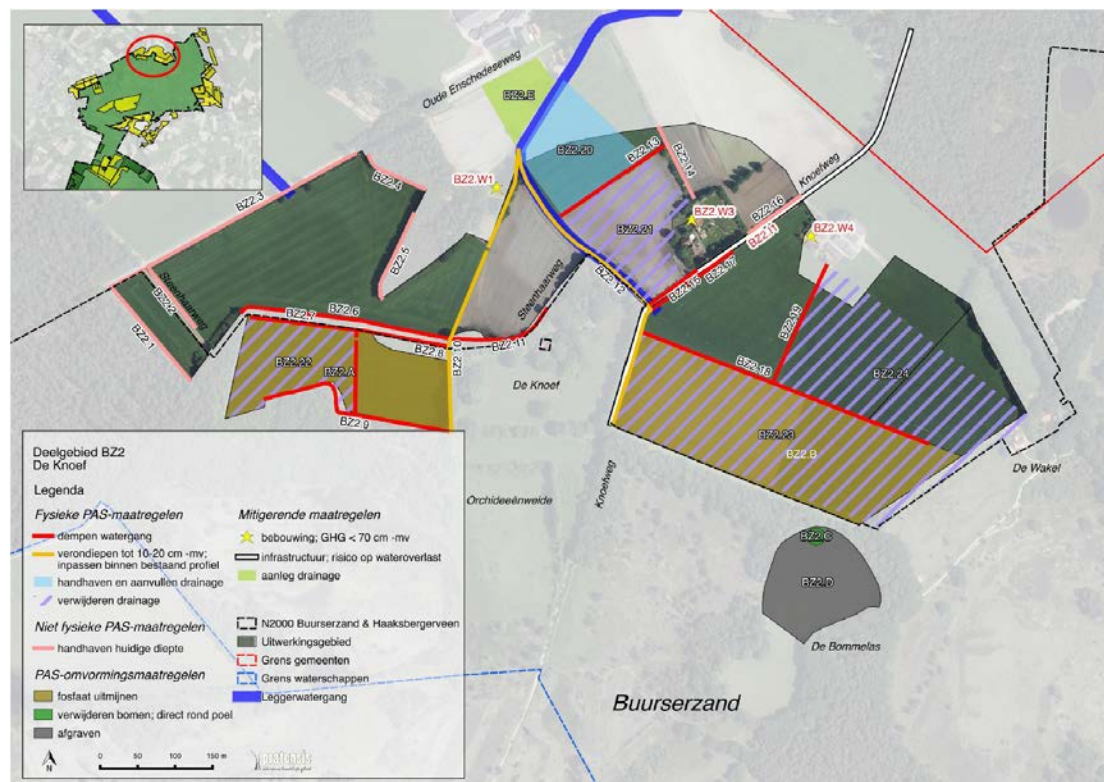 Oude Enschedeseweg
BZ2.E
BZ2.20
BZ2.13
BZ2.14
BZ2.W1
BZ2.W3
BZ2.W4
Knoefweg
BZ2.16
BZ2.I1
BZ2.3
BZ2.4
BZ2.5
BZ2.21
BZ2.12
BZ2.15
BZ2.17
Steenhaarweg
BZ2.2
BZ2.1
Steenhaarweg
BZ2.7
BZ2.6
BZ2.8
BZ2.10
BZ2.11
BZ2.19
BZ2.22
BZ2.A
BZ2.9
De Knoef
BZ2.18
BZ2.24
BZ2.23
BZ2.B
De Wakel
Knoefweg
Orchideeënweide
BZ2.C
BZ2.D
De Bommelas
Buurserzand
Deelgebied BZ2
De Knoef
Legenda
Fysieke PAS-maatregelen
dempen watergang
verondiepen tot 10-20 cm -mv;
inpassen binnen bestaand profiel
handhaven en aanvullen drainage
verwijderen drainage
Niet fysieke PAS-maatregelen
handhaven huidige diepte
PAS-omvormingsmaatregelen
fosfaat uitmijnen
verwijderen bomen; direct rond poel
afgraven
Mitigerende maatregelen
bebouwing; GHG < 70 cm -mv
infrastructuur; risico op wateroverlast
aanleg drainage
N2000 Buurserzand & Haaksbergerveen
Uitwerkingsgebied
Grens gemeenten
Grens waterschappen
Leggerwatergang
N
0 50 100 150 m